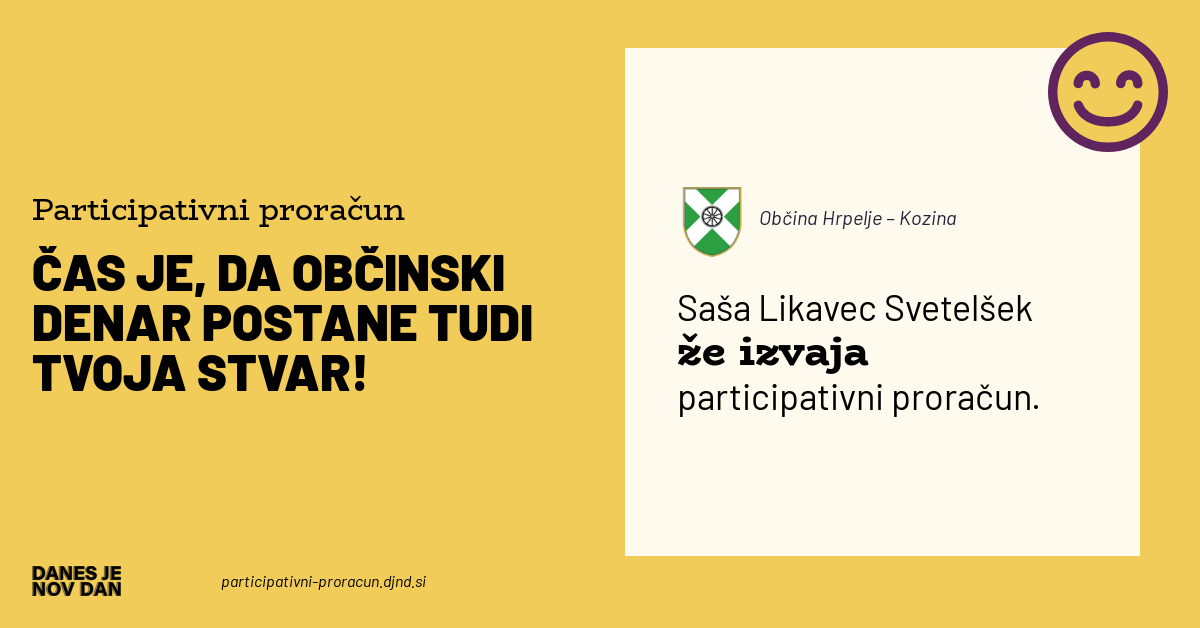 Participativni proračun
ČAS JE, DA OBČINSKI
DENAR POSTANE TUDI
TVOJA STVAR!
DANES JE
NOV DAN
participativni-proracun.djnd.si
Občina Hrpelje – Kozina
Saša Likavec Svetelšek
že izvaja
participativni proračun.